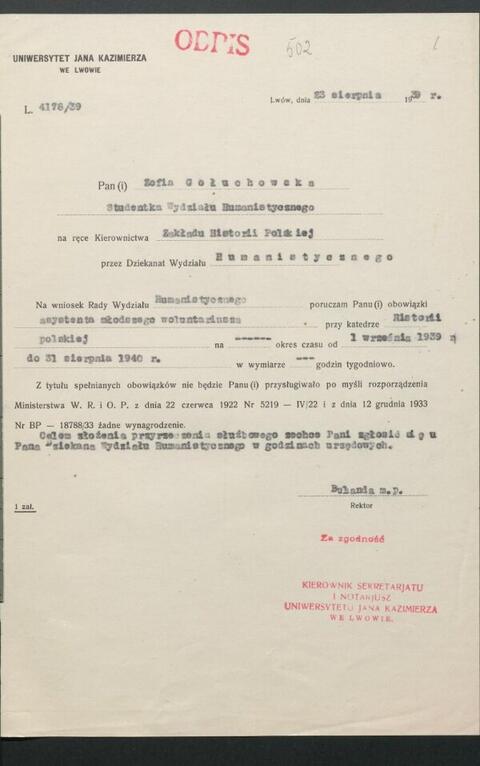 ODPIS
502
1
UNIWERSYTET JANA KAZIMIERZA
WE LWOWIE
Lwów, dnia 23 sierpnia 1939 r.
L. 4178/39
Pan(i) Zofia Gołuchowska
Studentka Wydziału Humanistycznego
na ręce Kierownictwa Zakładu Historii Polskiej
przez Dziekanat Wydziału Humanistycznego
Na wniosek Rady Wydziału Humanistycznego poruczam Panu(i) obowiązki
asystenta młodszego woluntariusza przy katedrze Historii
polskiej na ------ okres czasu od 1 września 1939 r
do 31 sierpnia 1940 r. w wymiarze --- godzin tygodniowo.
Z tytułu spełnianych obowiązków nie będzie Panu(i) przysługiwało po myśli rozporządzenia
Ministerstwa W. R. i O. P. z dnia 22 czerwca 1922 Nr 5219 — IV/22 i z dnia 12 grudnia 1933
Nr BP — 18788/33 żadne wynagrodzenie.
Celem złożenia przyrzeczenia służbowego zechce Pani zgłosić się u
Pana Dziekana Wydziału Humanistycznego w godzinach urzędowych.
Bulanda m.p.
Rektor
1 zał.
Za zgodność
KIEROWNIK SEKRETARJATU
I NOTARJUSZ
UNIWERSYTETU JANA KAZIMIERZA
WE LWOWIE.